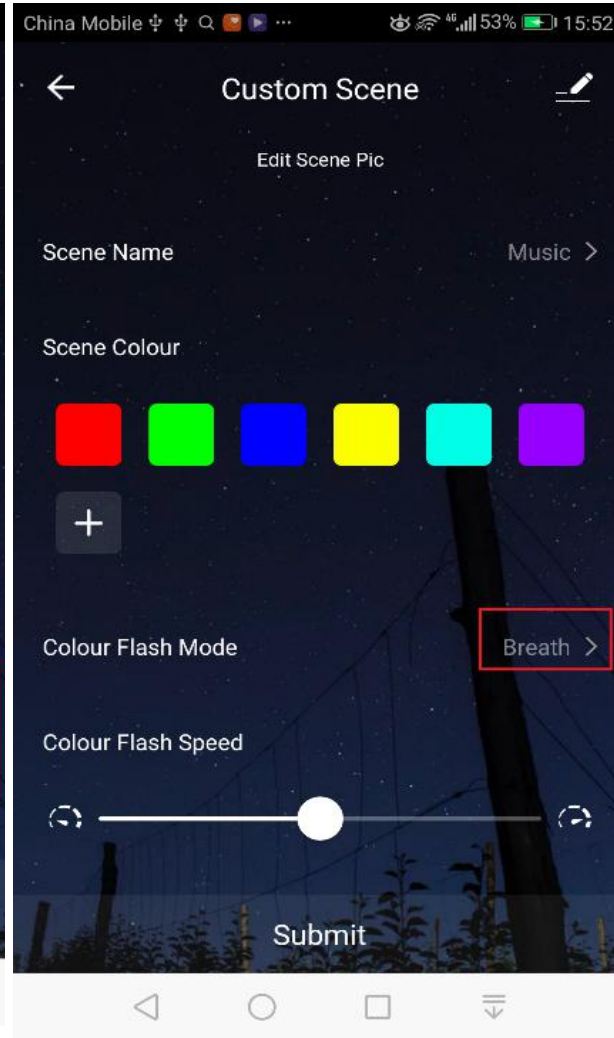 China Mobile 46 53% 15:52
Custom Scene
Edit Scene Pic
Scene Name Music
Scene Colour
Colour Flash Mode Breath
Colour Flash Speed
Submit